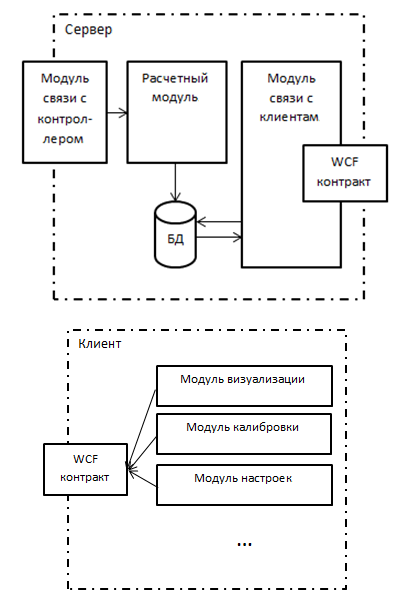 Сервер
Модуль
связи с
контрол-
лером
Расчетный
модуль
Модуль
связи с
клиентам
WCF
контракт
БД
Клиент
Модуль визуализации
Модуль калибровки
WCF
контракт
Модуль настроек
...